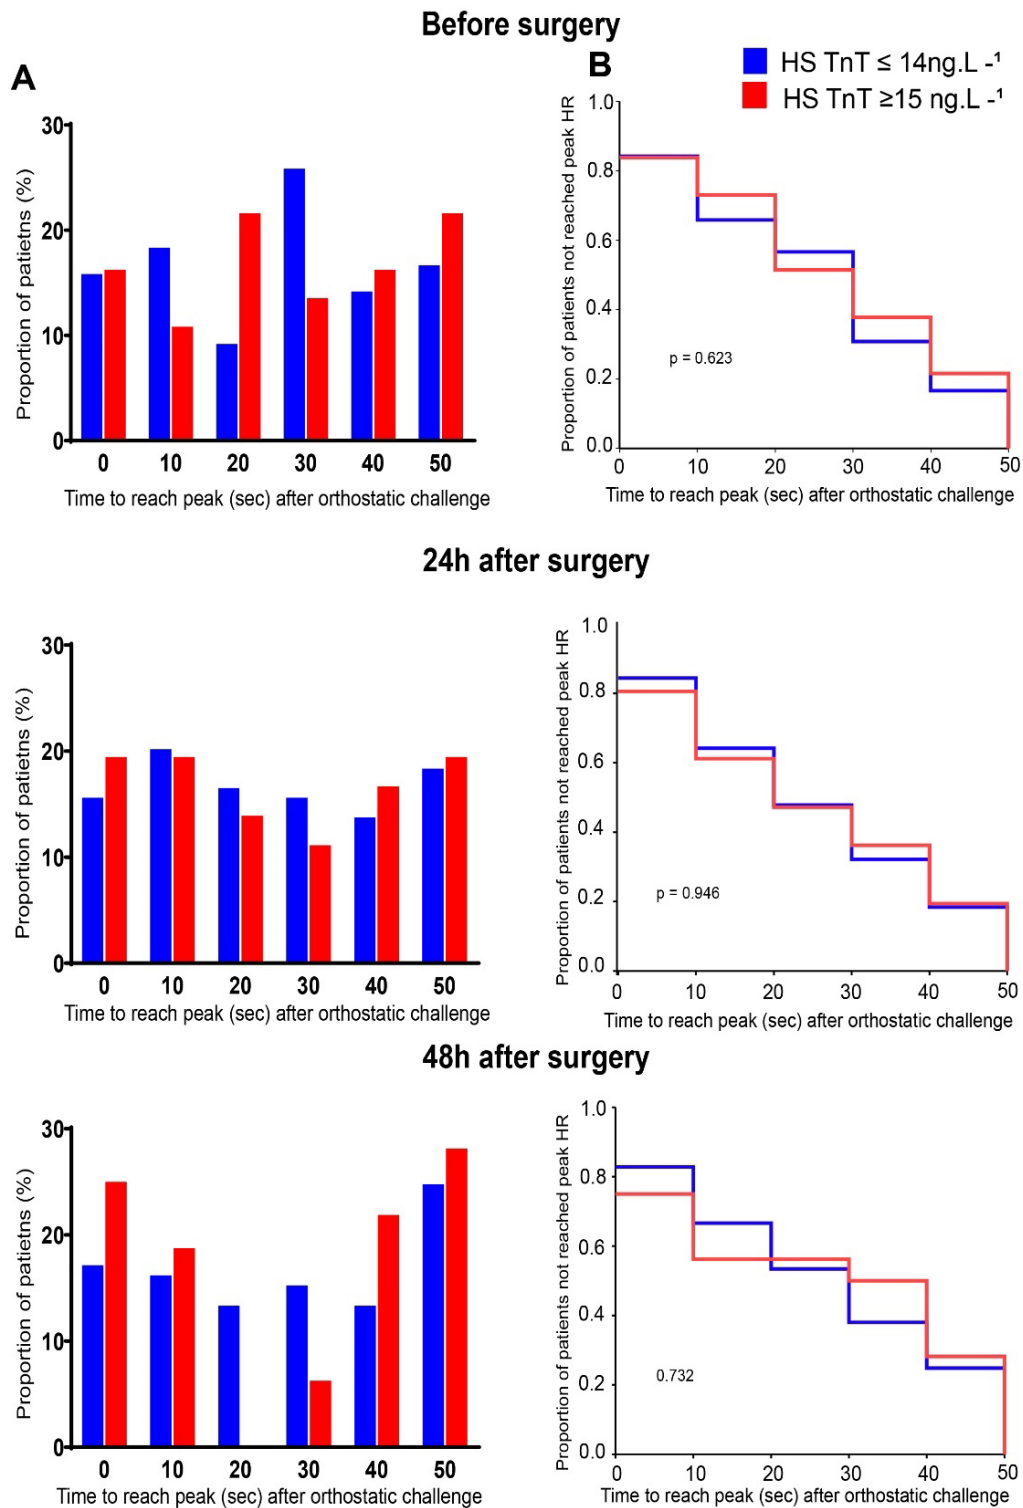 Before surgery
A
B
HS TnT ≤ 14ng.L -¹
HS TnT ≥15 ng.L -¹
Proportion of patietns (%)
30
20
10
0
0 10 20 30 40 50
Time to reach peak (sec) after orthostatic challenge
Proportion of patients not reached peak HR
1.0
0.8
0.6
0.4
0.2
0.0
p = 0.623
0 10 20 30 40 50
Time to reach peak (sec) after orthostatic challenge
24h after surgery
Proportion of patietns (%)
30
20
10
0
0 10 20 30 40 50
Time to reach peak (sec) after orthostatic challenge
Proportion of patients not reached peak HR
1.0
0.8
0.6
0.4
0.2
0.0
p = 0.946
0 10 20 30 40 50
Time to reach peak (sec) after orthostatic challenge
48h after surgery
Proportion of patietns (%)
30
20
10
0
0 10 20 30 40 50
Time to reach peak (sec) after orthostatic challenge
Proportion of patients not reached peak HR
1.0
0.8
0.6
0.4
0.2
0.0
0.732
0 10 20 30 40 50
Time to reach peak (sec) after orthostatic challenge